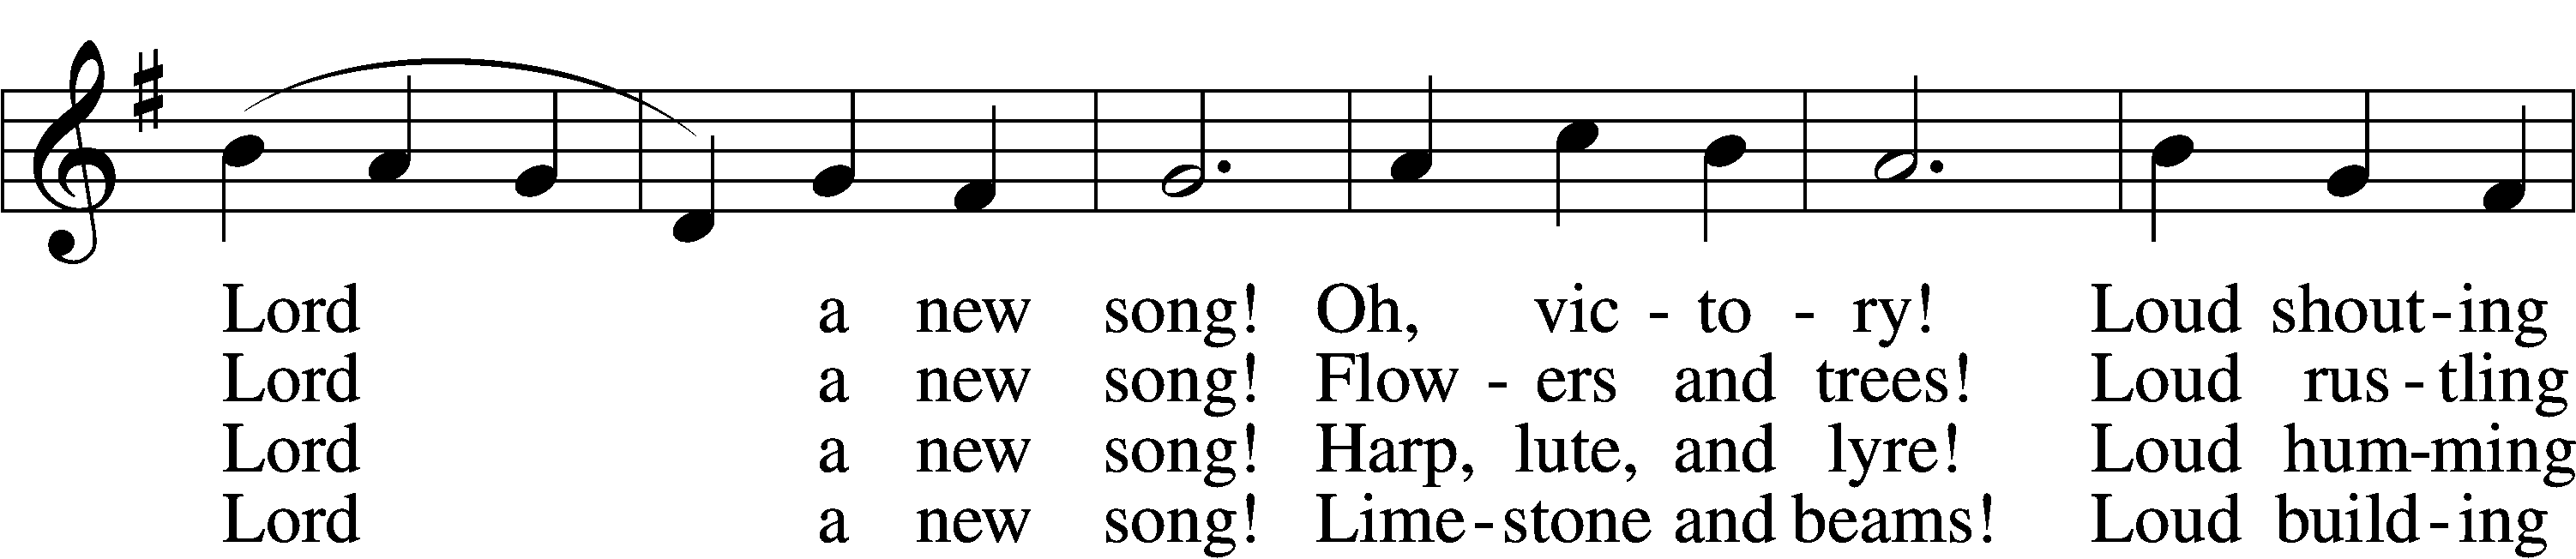 Lord a new song! Oh, vic - to - ry! Loud shout-ing
Lord a new song! Flow - ers and trees! Loud rus - tling
Lord a new song! Harp, lute, and lyre! Loud hum-ming
Lord a new song! Lime-stone and beams! Loud build-ing